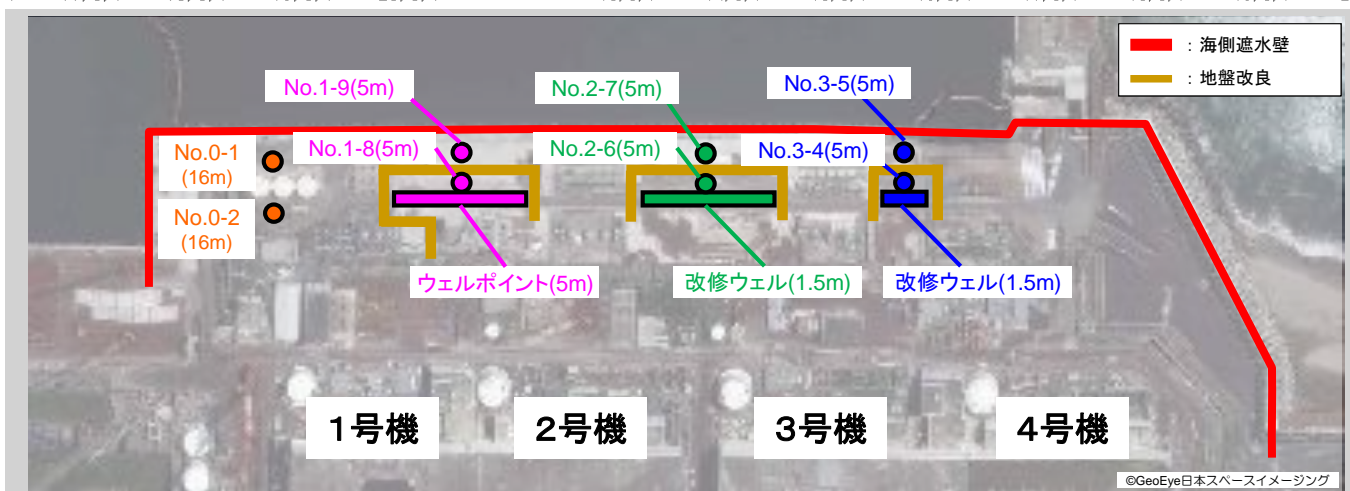 ：海側遮水壁
：地盤改良
No.1-9(5m)
No.2-7(5m)
No.3-5(5m)
No.0-1
(16m)
No.1-8(5m)
No.2-6(5m)
No.3-4(5m)
No.0-2
(16m)
ウェルポイント(5m)
改修ウェル(1.5m)
改修ウェル(1.5m)
1号機
2号機
3号機
4号機
©GeoEye日本スペースイメージング